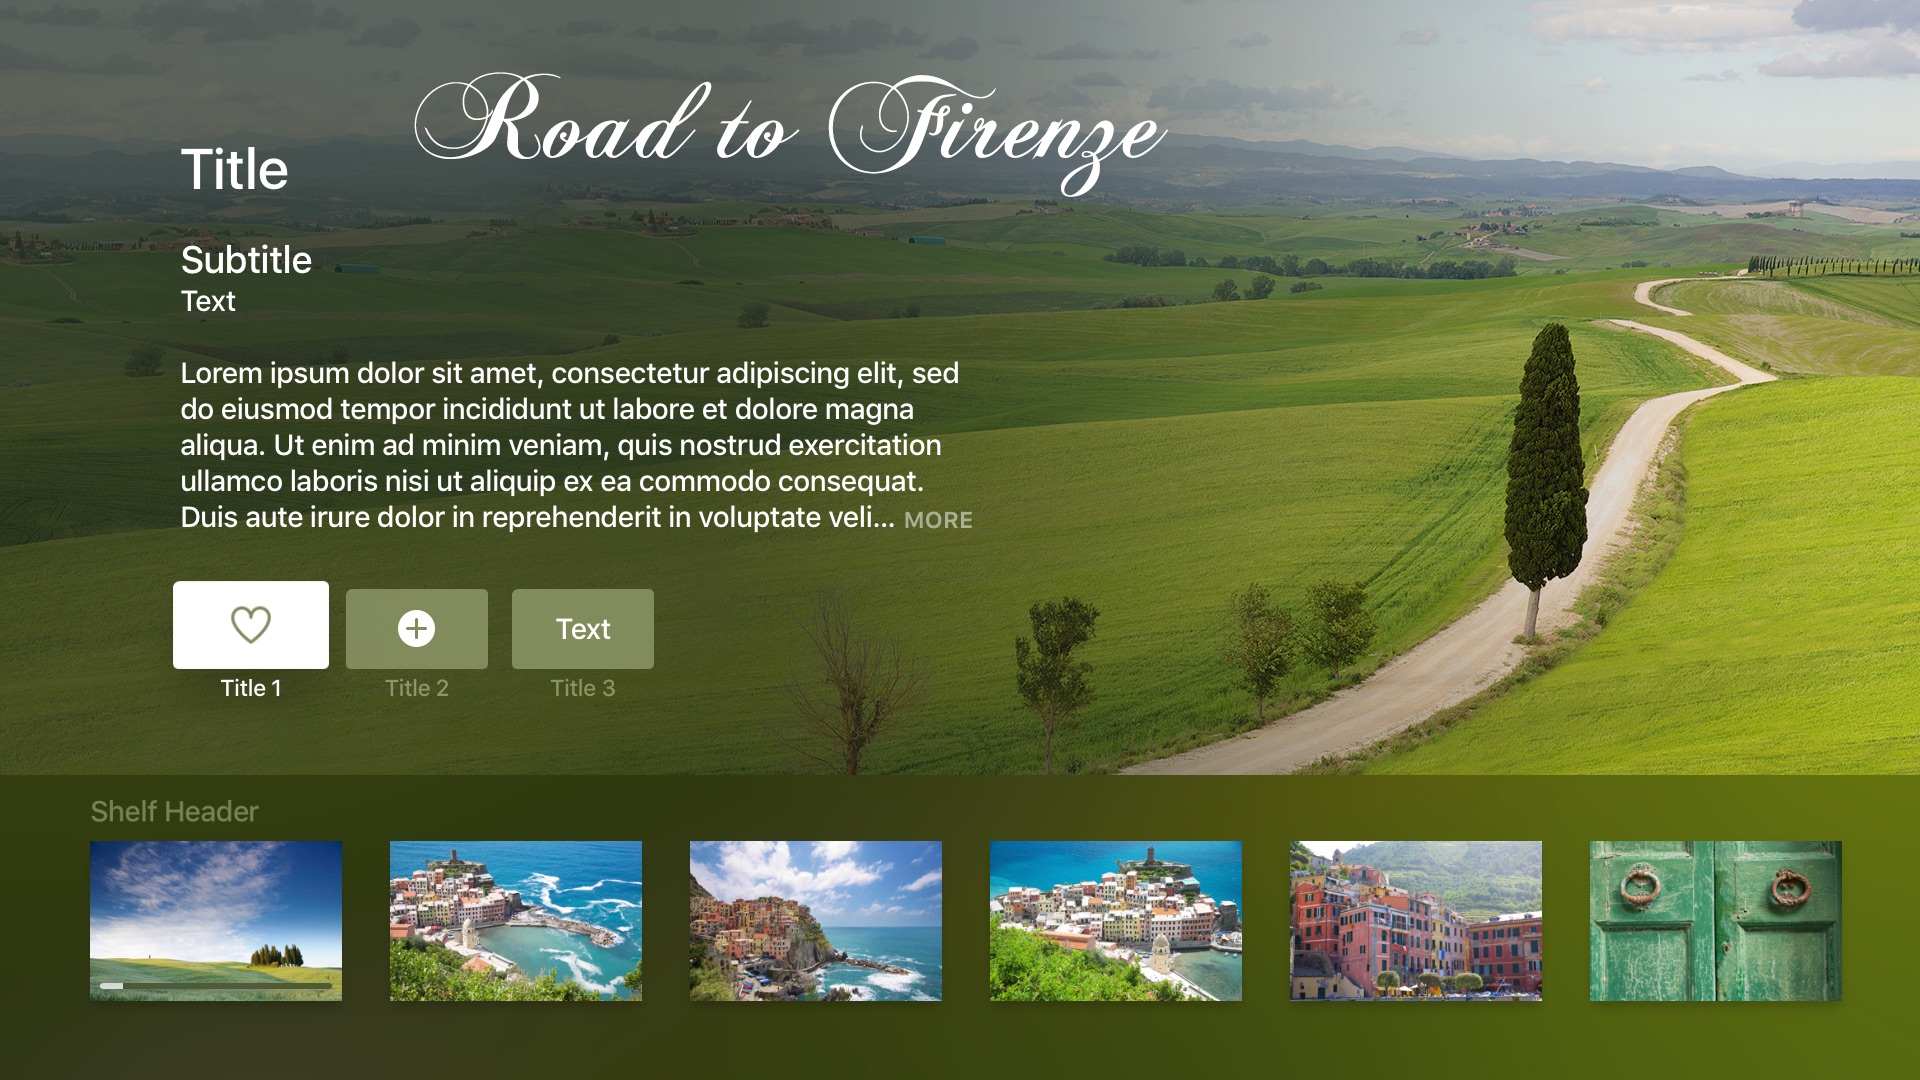 Road to Firenze
Title
Subtitle
Text
Lorem ipsum dolor sit amet, consectetur adipiscing elit, sed
do eiusmod tempor incididunt ut labore et dolore magna
aliqua. Ut enim ad minim veniam, quis nostrud exercitation
ullamco laboris nisi ut aliquip ex ea commodo consequat.
Duis aute irure dolor in reprehenderit in voluptate veli... MORE
Text
Title 1 Title 2 Title 3
Shelf Header